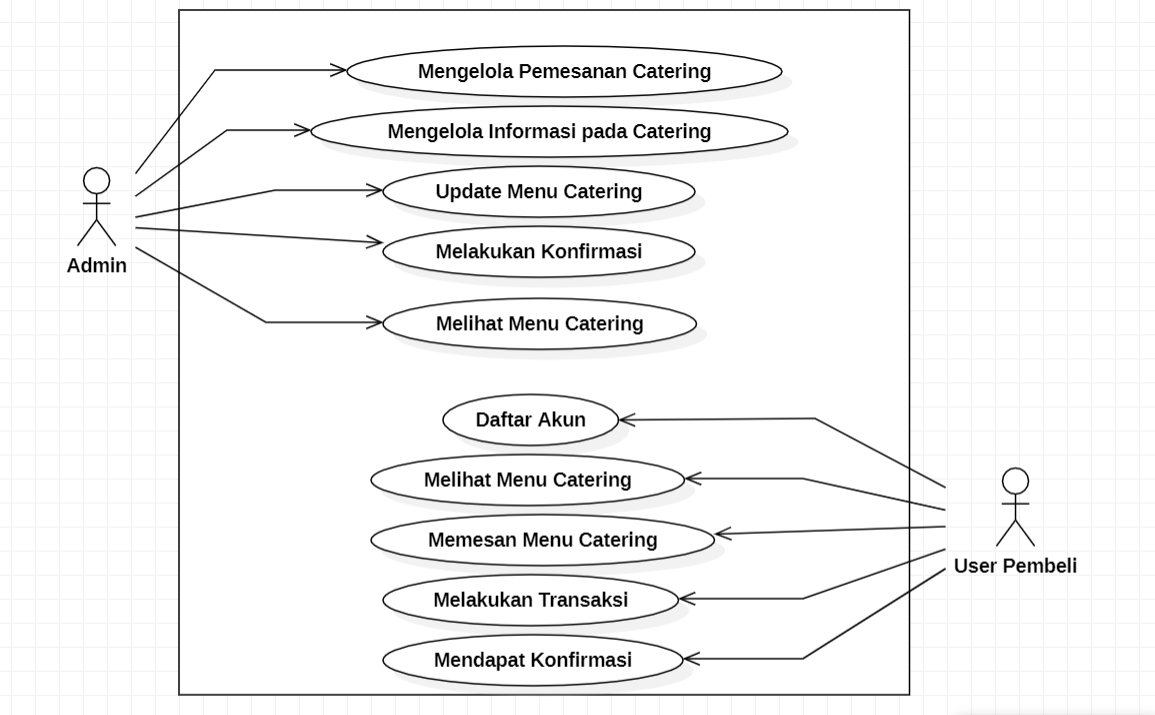 Mengelola Pemesanan Catering
Mengelola Informasi pada Catering
Update Menu Catering
Melakukan Konfirmasi
Admin
Melihat Menu Catering
Daftar Akun
Melihat Menu Catering
Memesan Menu Catering
User Pembeli
Melakukan Transaksi
Mendapat Konfirmasi